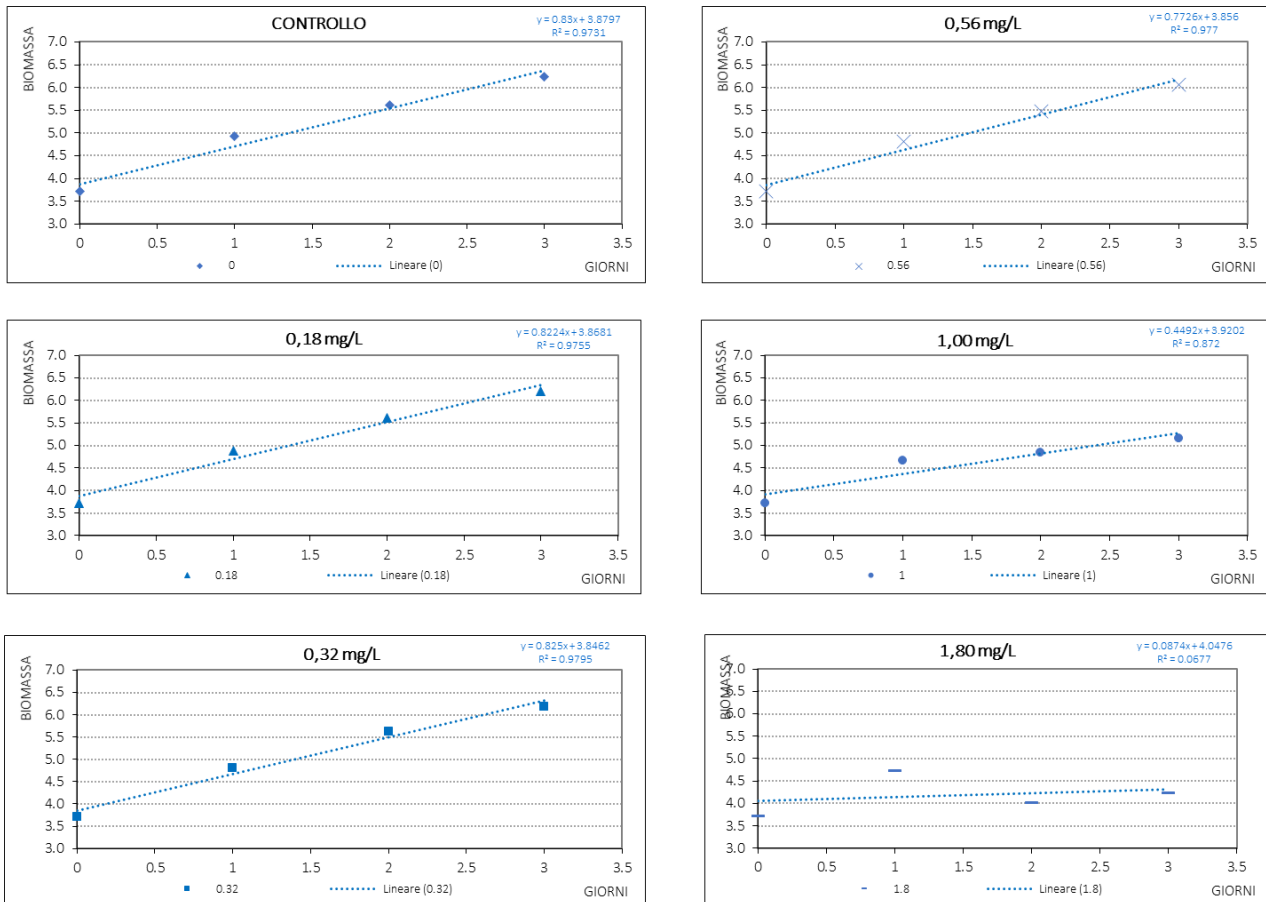 CONTROLLO
y = 0.83x + 3.8797
R² = 0.9731
BIOMASSA
7.0
6.5
6.0
5.5
5.0
4.5
4.0
3.5
3.0
0 0.5 1 1.5 2 2.5 3 3.5
0 Lineare (0) GIORNI
0,56 mg/L
y = 0.7726x + 3.856
R² = 0.977
BIOMASSA
7.0
6.5
6.0
5.5
5.0
4.5
4.0
3.5
3.0
0 0.5 1 1.5 2 2.5 3 3.5
0.56 Lineare (0.56) GIORNI
0,18 mg/L
y = 0.8224x + 3.8681
R² = 0.9755
BIOMASSA
7.0
6.5
6.0
5.5
5.0
4.5
4.0
3.5
3.0
0 0.5 1 1.5 2 2.5 3 3.5
0.18 Lineare (0.18) GIORNI
1,00 mg/L
y = 0.4492x + 3.9202
R² = 0.872
BIOMASSA
7.0
6.5
6.0
5.5
5.0
4.5
4.0
3.5
3.0
0 0.5 1 1.5 2 2.5 3 3.5
1 Lineare (1) GIORNI
0,32 mg/L
y = 0.825x + 3.8462
R² = 0.9795
BIOMASSA
7.0
6.5
6.0
5.5
5.0
4.5
4.0
3.5
3.0
0 0.5 1 1.5 2 2.5 3 3.5
0.32 Lineare (0.32) GIORNI
1,80 mg/L
y = 0.0874x + 4.0476
R² = 0.0677
BIOMASSA
7.0
6.5
6.0
5.5
5.0
4.5
4.0
3.5
3.0
0 0.5 1 1.5 2 2.5 3 3.5
1.8 Lineare (1.8) GIORNI